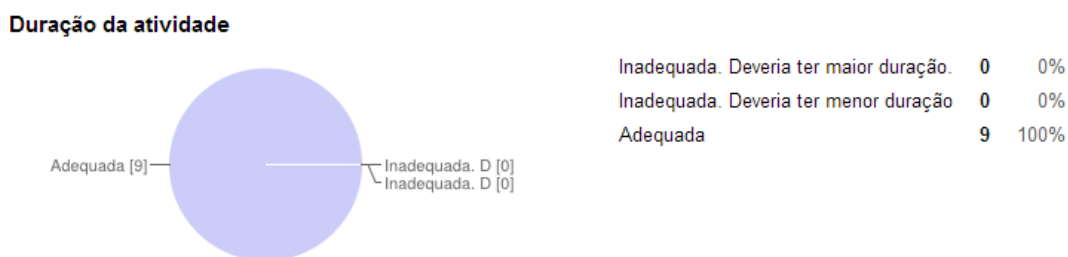 Duração da atividade
Adequada [9]
Inadequada. D [0]
Inadequada. D [0]
Inadequada. Deveria ter maior duração. 0 0%
Inadequada. Deveria ter menor duração 0 0%
Adequada 9 100%